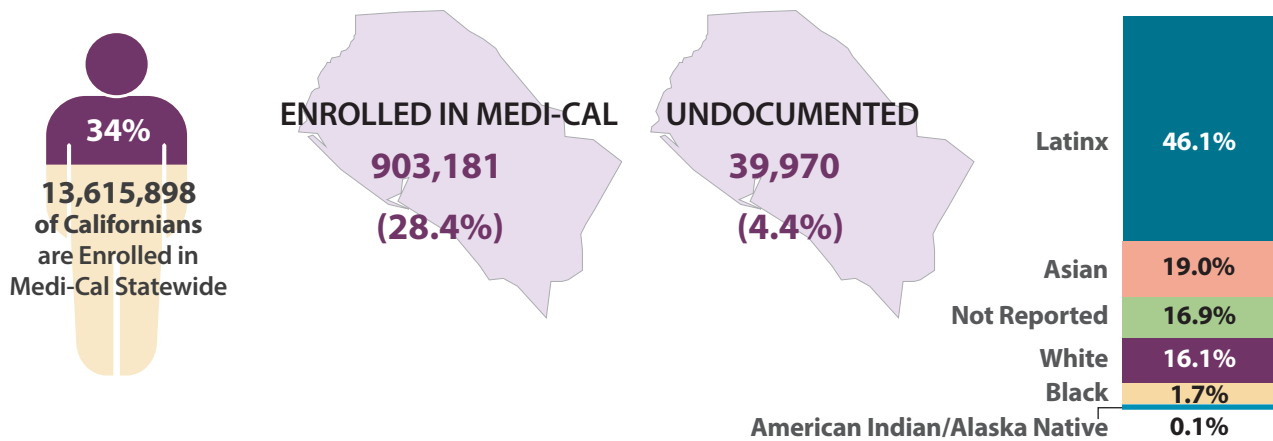 34%
13,615,898
of Californians
are Enrolled in
Medi-Cal Statewide
ENROLLED IN MEDI-CAL
903,181
(28.4%)
UNDOCUMENTED
39,970
(4.4%)
Latinx 46.1%
Asian 19.0%
Not Reported 16.9%
White 16.1%
Black 1.7%
American Indian/Alaska Native 0.1%